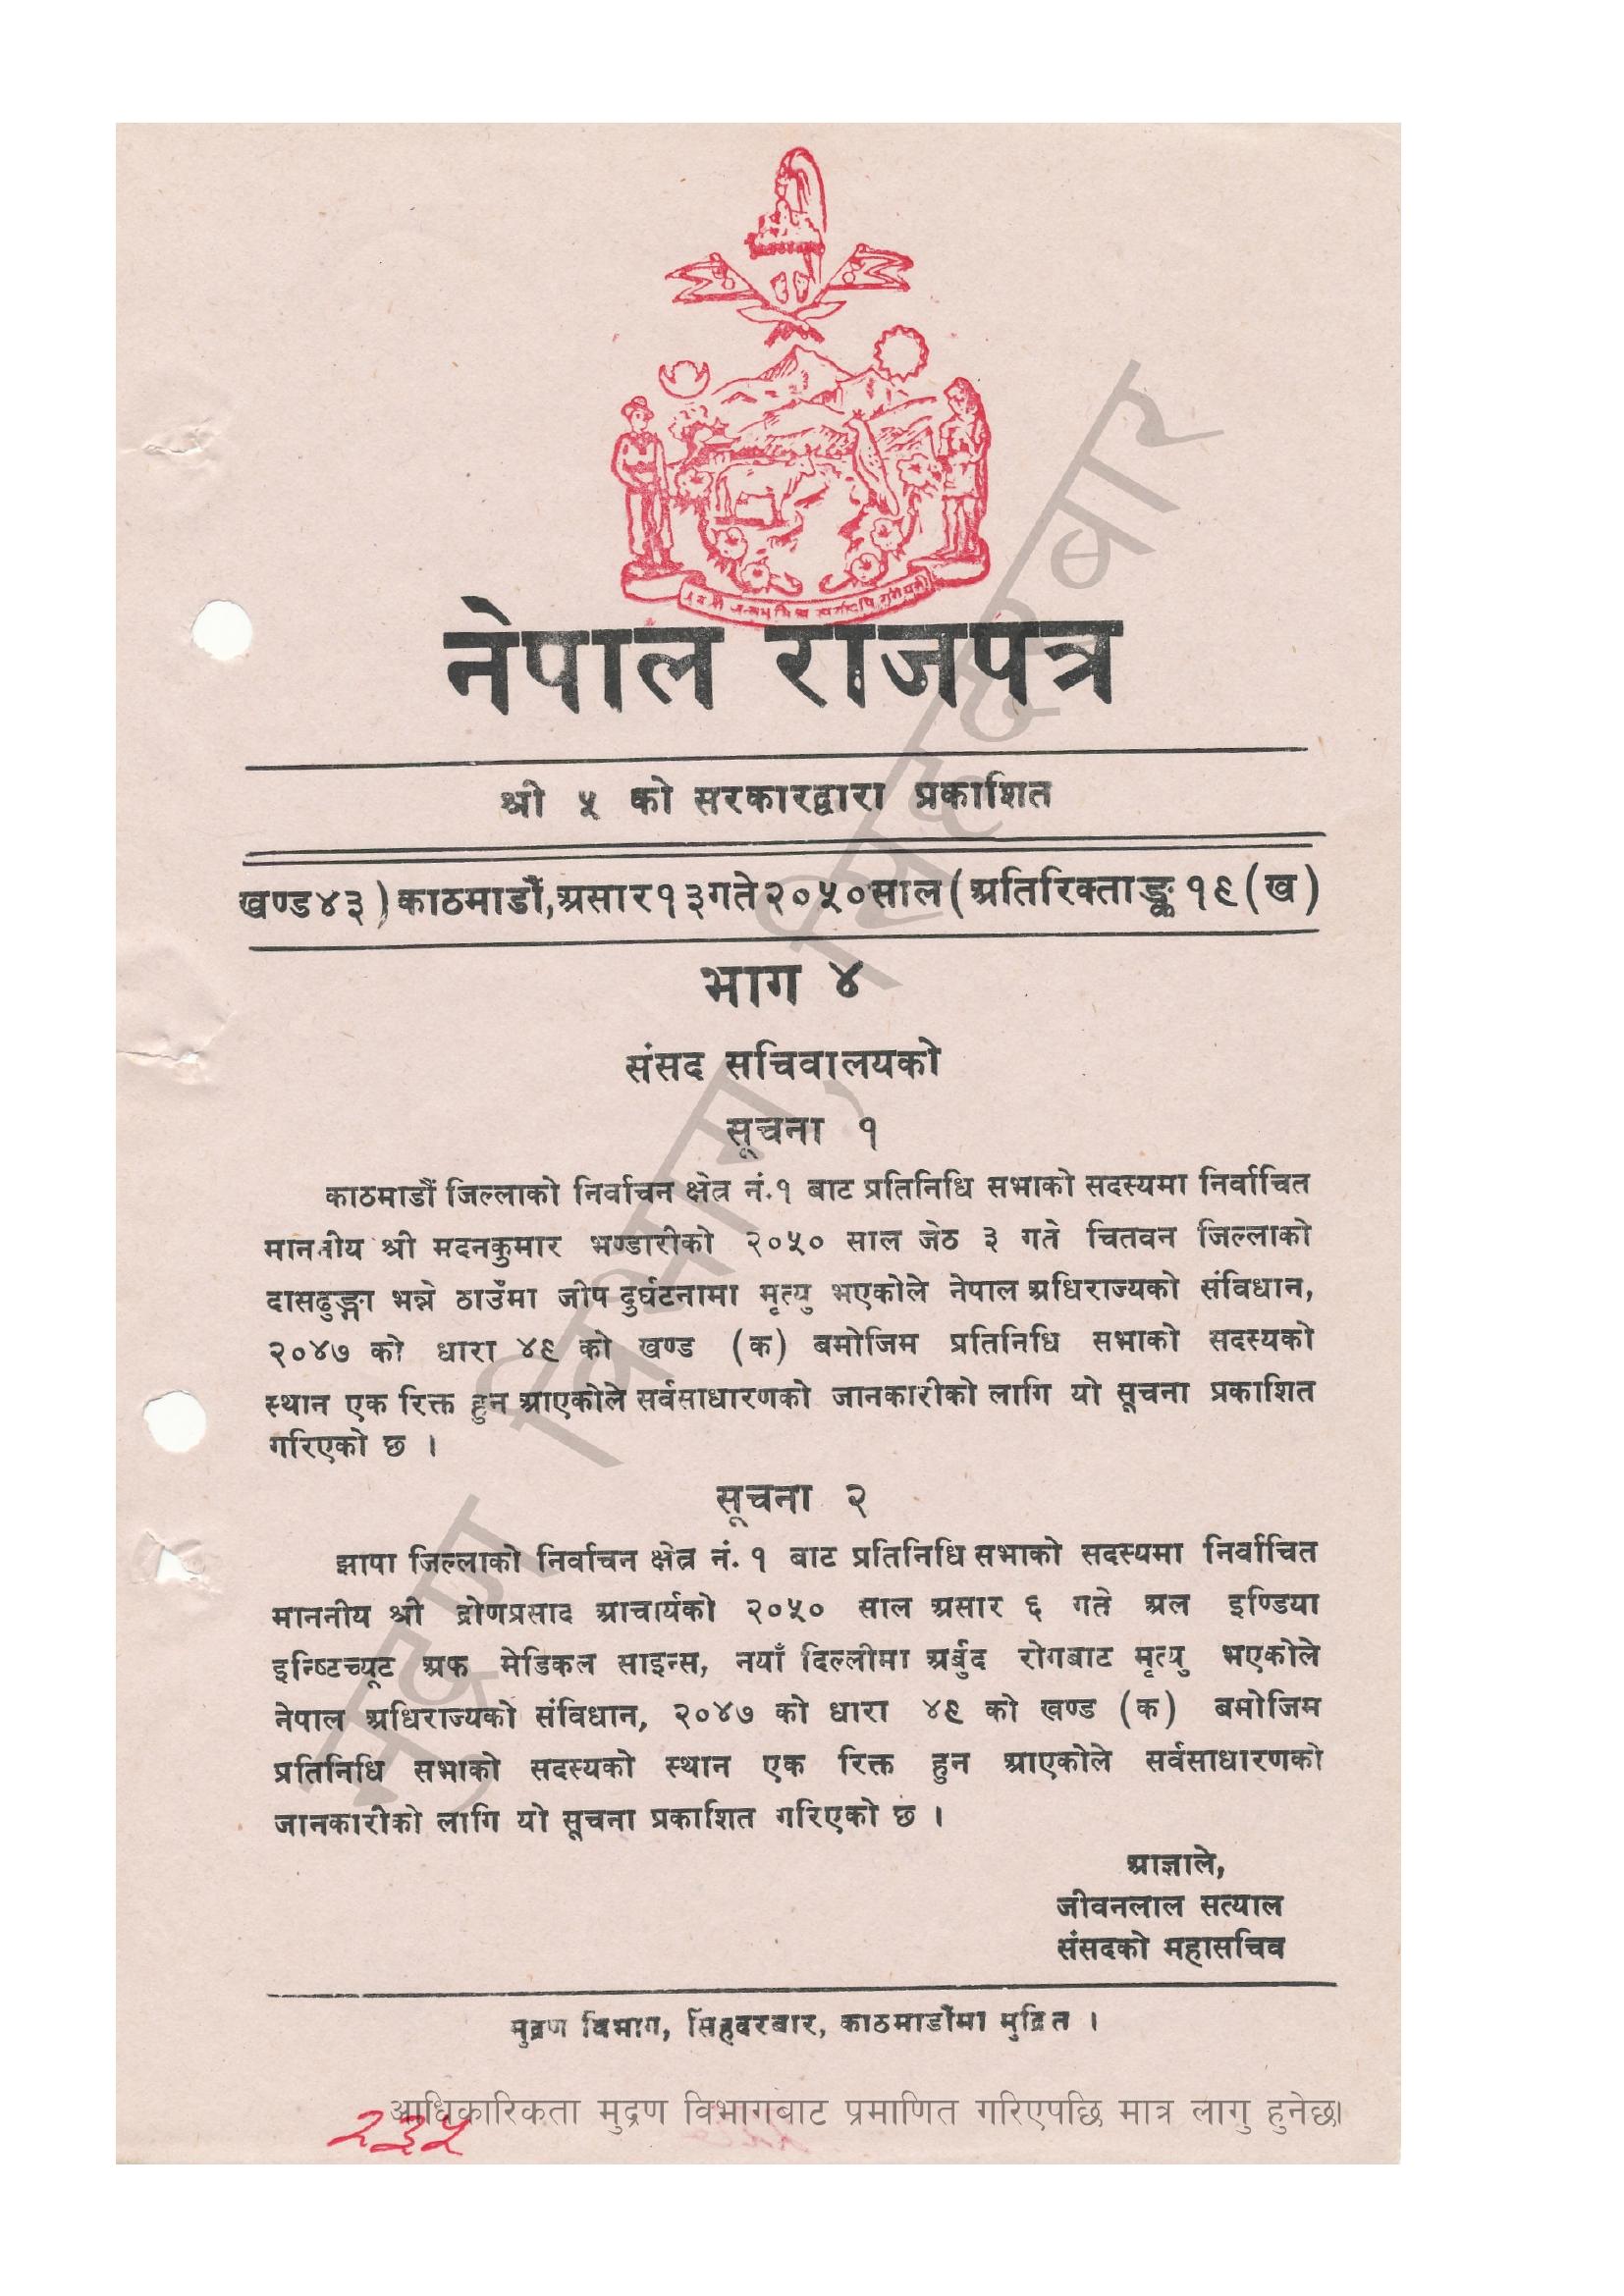 नेपाल राजपत्र
श्री ५ को सरकारद्वारा प्रकाशित
खण्ड ४३) काठमाडौं, असार १३ गते २०५० साल (अतिरिक्ताङ्क १९ (ख)
भाग ४
संसद सचिवालयको
सूचना १
काठमाडौं जिल्लाको निर्वाचन क्षेत्र नं.१ बाट प्रतिनिधि सभाको सदस्यमा निर्वाचित
माननीय श्री मदनकुमार भण्डारीको २०५० साल जेठ ३ गते चितवन जिल्लाको
दासढुङ्गा भन्ने ठाउँमा जीप दुर्घटनामा मृत्यु भएकोले नेपाल अधिराज्यको संविधान,
२०४७ को धारा ४९ को खण्ड (क) बमोजिम प्रतिनिधि सभाको सदस्यको
स्थान एक रिक्त हुन आएकोले सर्वसाधारणको जानकारीको लागि यो सूचना प्रकाशित
गरिएको छ ।
सूचना २
झापा जिल्लाको निर्वाचन क्षेत्र नं. १ बाट प्रतिनिधि सभाको सदस्यमा निर्वाचित
माननीय श्री द्रोणप्रसाद आचार्यको २०५० साल असार ६ गते अल इण्डिया
इन्ष्टिच्यूट अफ मेडिकल साइन्स, नयाँ दिल्लीमा अर्बुद रोगबाट मृत्यु भएकोले
नेपाल अधिराज्यको संविधान, २०४७ को धारा ४९ को खण्ड (क) बमोजिम
प्रतिनिधि सभाको सदस्यको स्थान एक रिक्त हुन आएकोले सर्वसाधारणको
जानकारीको लागि यो सूचना प्रकाशित गरिएको छ ।
आज्ञाले,
जीवनलाल सत्याल
संसदको महासचिव
मुद्रण विभाग, सिंहदरबार, काठमाडौंमा मुद्रित ।
आधिकारिकता मुद्रण विभागबाट प्रमाणित गरिएपछि मात्र लागु हुनेछ।
२३५
मुद्रण विभाग, सिंहदरबार